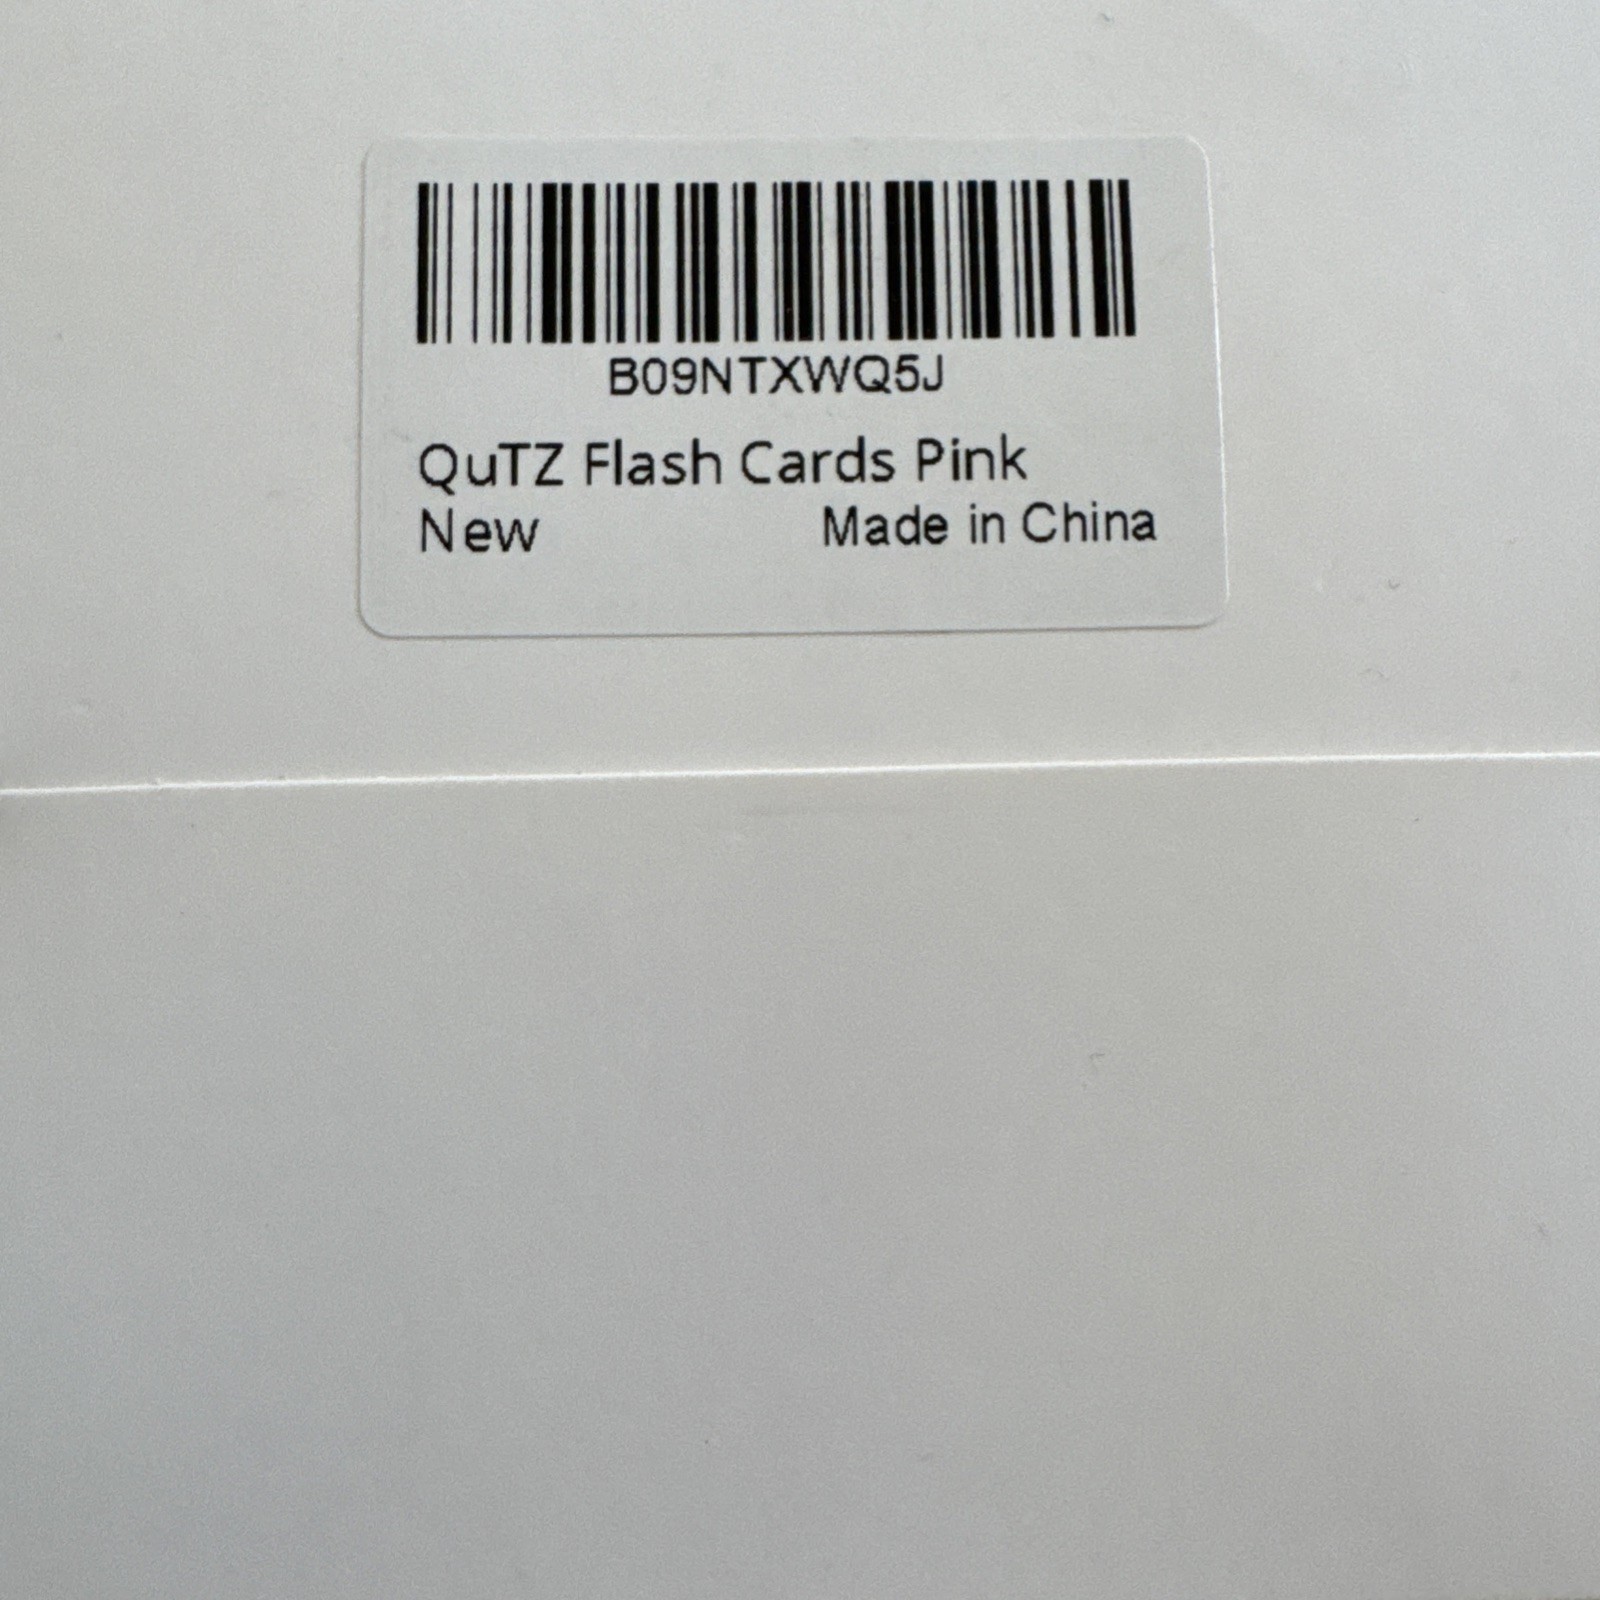 B09NTXWQ5J
QuTZ Flash Cards Pink
New Made in China